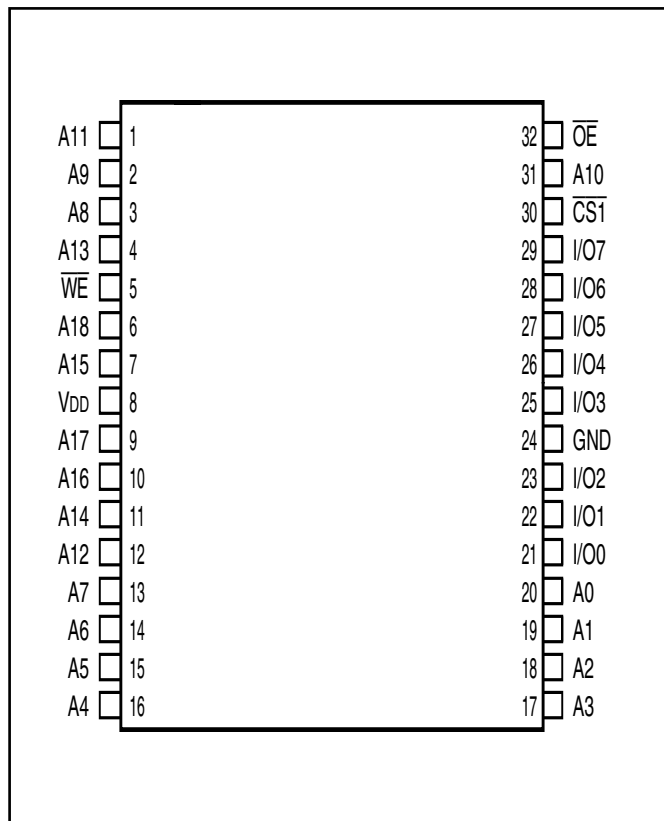 A11 1 32 O̅E̅ 
A9 2 31 A10
A8 3 30 C̅S̅1̅
A13 4 29 I/O7
W̅E̅ 5 28 I/O6
A18 6 27 I/O5
A15 7 26 I/O4
VDD 8 25 I/O3
A17 9 24 GND
A16 10 23 I/O2
A14 11 22 I/O1
A12 12 21 I/O0
A7 13 20 A0
A6 14 19 A1
A5 15 18 A2
A4 16 17 A3